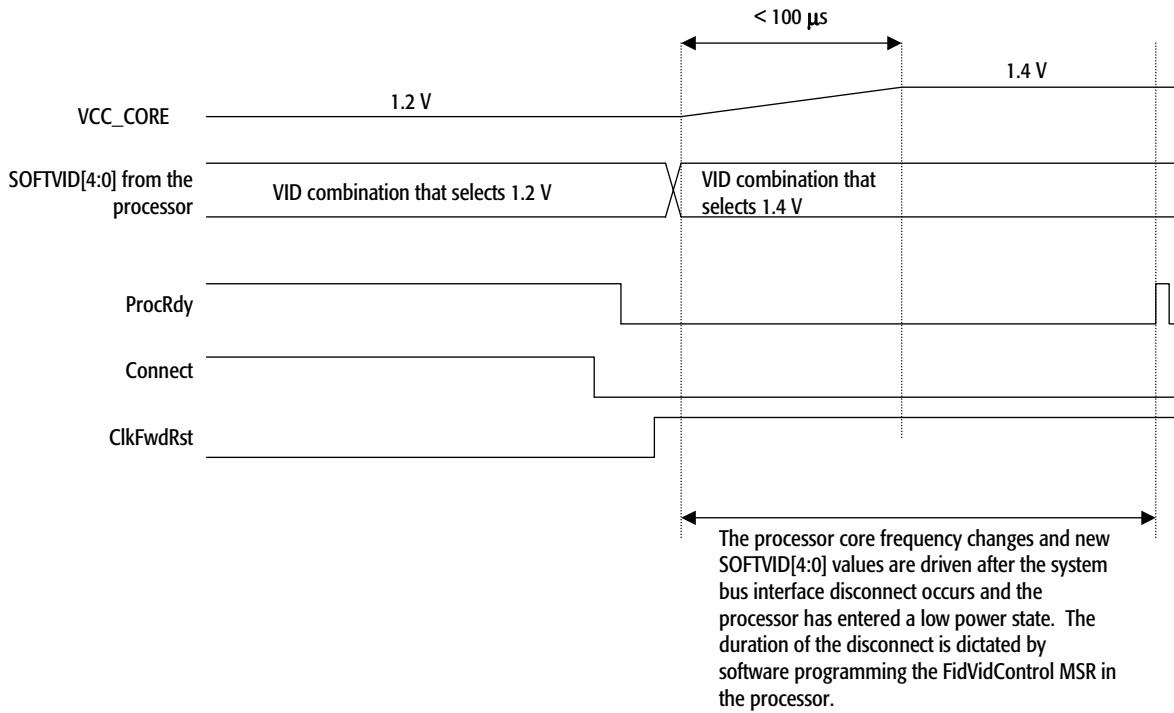 < 100 μs
1.4 V
1.2 V
VCC_CORE
SOFTVID[4:0] from the
processor
VID combination that selects 1.2 V
VID combination that
selects 1.4 V
ProcRdy
Connect
ClkFwdRst
The processor core frequency changes and new
SOFTVID[4:0] values are driven after the system
bus interface disconnect occurs and the
processor has entered a low power state. The
duration of the disconnect is dictated by
software programming the FidVidControl MSR in
the processor.